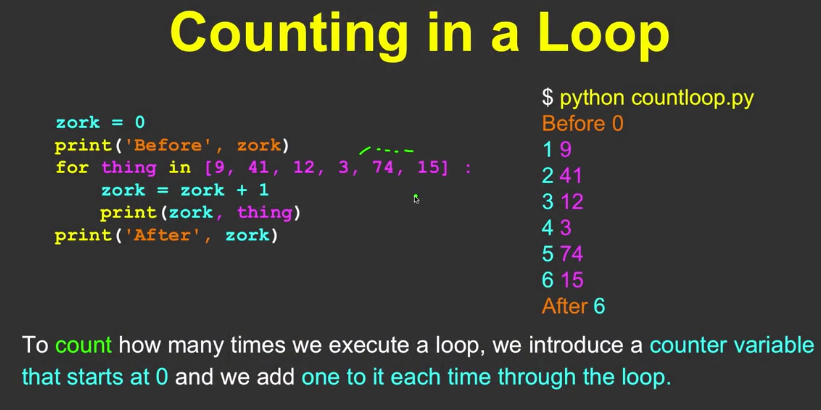 Counting in a Loop
zork = 0
print('Before', zork)
for thing in [9, 41, 12, 3, 74, 15] :
    zork = zork + 1
    print(zork, thing)
print('After', zork)
$ python countloop.py
Before 0
1 9
2 41
3 12
4 3
5 74
6 15
After 6
To count how many times we execute a loop, we introduce a counter variable
that starts at 0 and we add one to it each time through the loop.